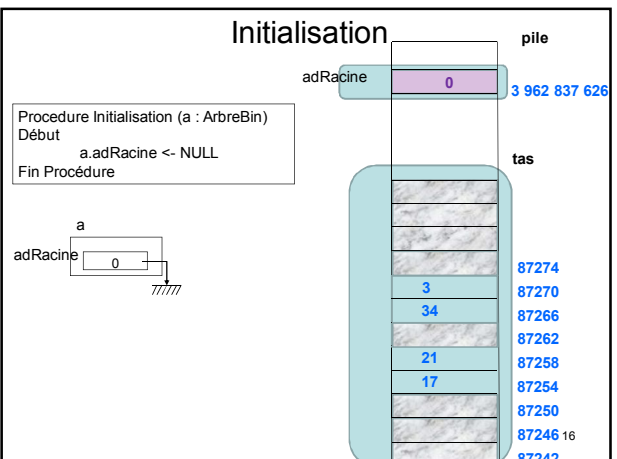 Initialisation
pile
adRacine
0
3 962 837 626
Procedure Initialisation (a : ArbreBin)
Début
a.adRacine <- NULL
Fin Procédure
tas
a
adRacine
0
87274
3
87270
34
87266
87262
21
87258
17
87254
87250
87246
16
87242